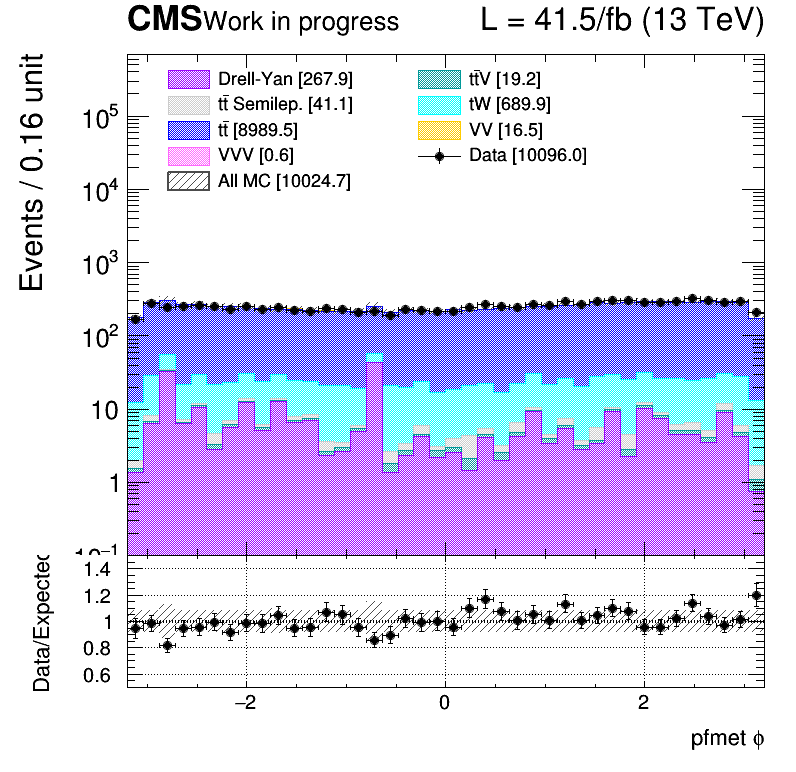 CMS Work in progress L = 41.5/fb (13 TeV)
Events / 0.16 unit
Drell-Yan [267.9]
tt̄ Semilep. [41.1]
tt̄ [8989.5]
VVV [0.6]
All MC [10024.7]
tt̄V [19.2]
tW [689.9]
VV [16.5]
Data [10096.0]
10⁵
10⁴
10³
10²
10
1
10⁻¹
Data/Expected
1.4
1.2
1
0.8
0.6
−2 0 2
pfmet ϕ